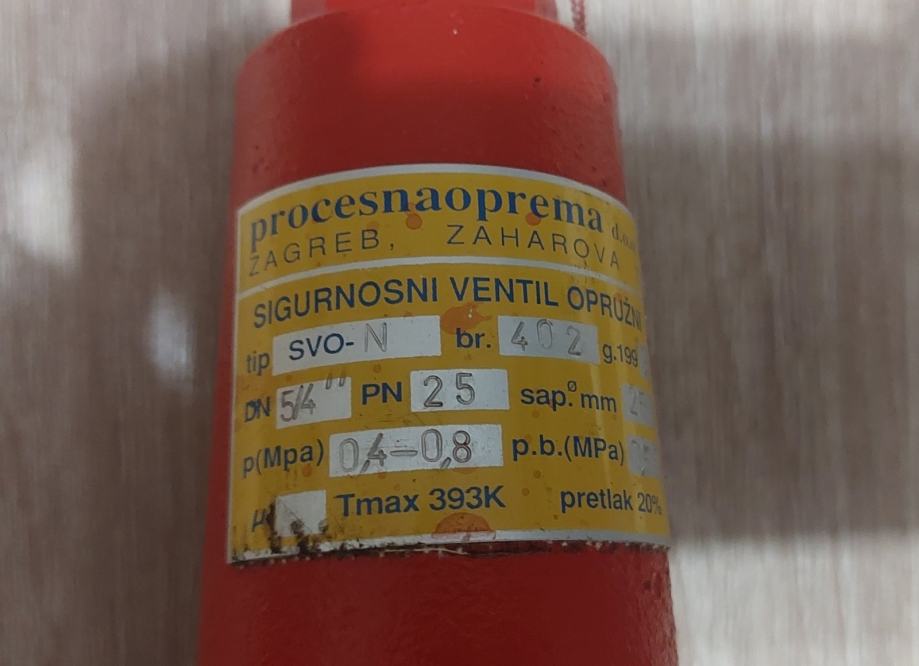 procesnaoprema d.o.o
ZAGREB, ZAHAROVA
SIGURNOSNI VENTIL OPRUŽNI
tip SVO-N br. 402 g.199
DN 5/4" PN 25 sap.ø mm
p(Mpa) 0,4–0,8 p.b.(MPa)
μ Tmax 393K pretlak 20%